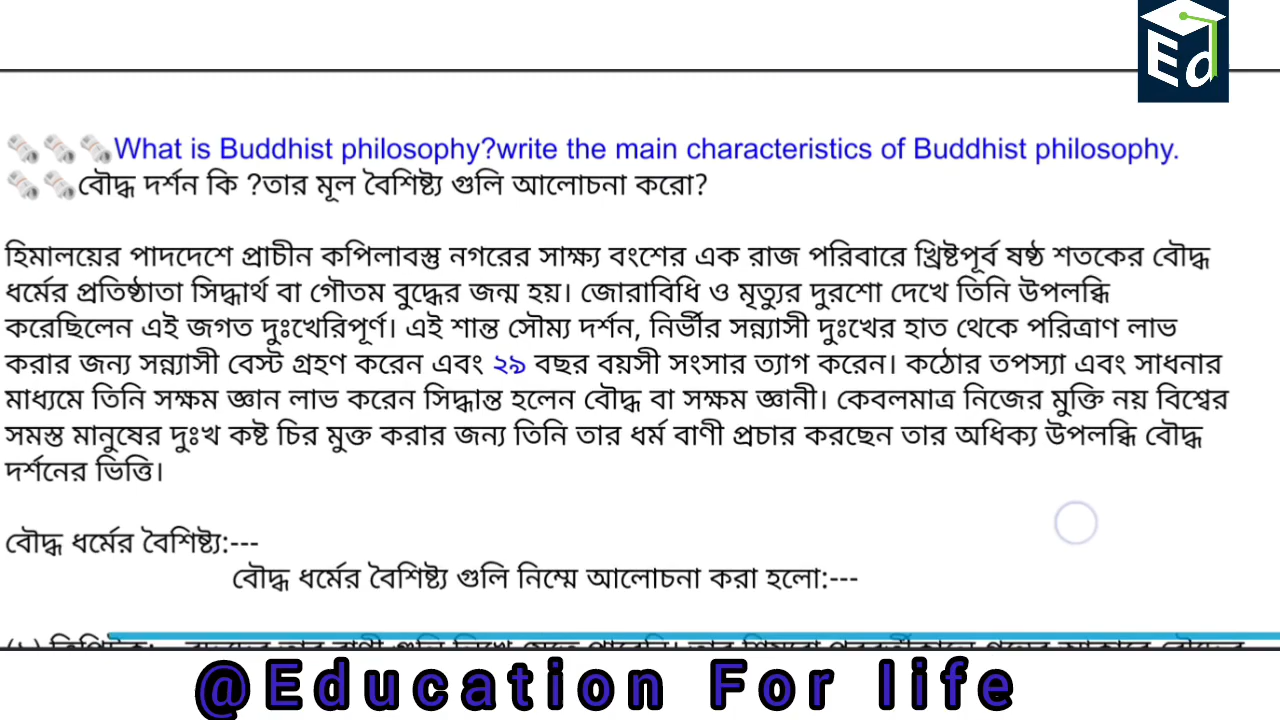 Ed
What is Buddhist philosophy?write the main characteristics of Buddhist philosophy.
বৌদ্ধ দর্শন কি ?তার মূল বৈশিষ্ট্য গুলি আলোচনা করো?
হিমালয়ের পাদদেশে প্রাচীন কপিলাবস্তু নগরের সাক্ষ্য বংশের এক রাজ পরিবারে খ্রিষ্টপূর্ব ষষ্ঠ শতকের বৌদ্ধ
ধর্মের প্রতিষ্ঠাতা সিদ্ধার্থ বা গৌতম বুদ্ধের জন্ম হয়। জোরাবিধি ও মৃত্যুর দুরশো দেখে তিনি উপলব্ধি
করেছিলেন এই জগত দুঃখেরিপূর্ণ। এই শান্ত সৌম্য দর্শন, নির্ভীর সন্ন্যাসী দুঃখের হাত থেকে পরিত্রাণ লাভ
করার জন্য সন্ন্যাসী বেস্ট গ্রহণ করেন এবং ২৯ বছর বয়সী সংসার ত্যাগ করেন। কঠোর তপস্যা এবং সাধনার
মাধ্যমে তিনি সক্ষম জ্ঞান লাভ করেন সিদ্ধান্ত হলেন বৌদ্ধ বা সক্ষম জ্ঞানী। কেবলমাত্র নিজের মুক্তি নয় বিশ্বের
সমস্ত মানুষের দুঃখ কষ্ট চির মুক্ত করার জন্য তিনি তার ধর্ম বাণী প্রচার করছেন তার অধিক্য উপলব্ধি বৌদ্ধ
দর্শনের ভিত্তি।
বৌদ্ধ ধর্মের বৈশিষ্ট্য:---
বৌদ্ধ ধর্মের বৈশিষ্ট্য গুলি নিম্মে আলোচনা করা হলো:---
@Education For life